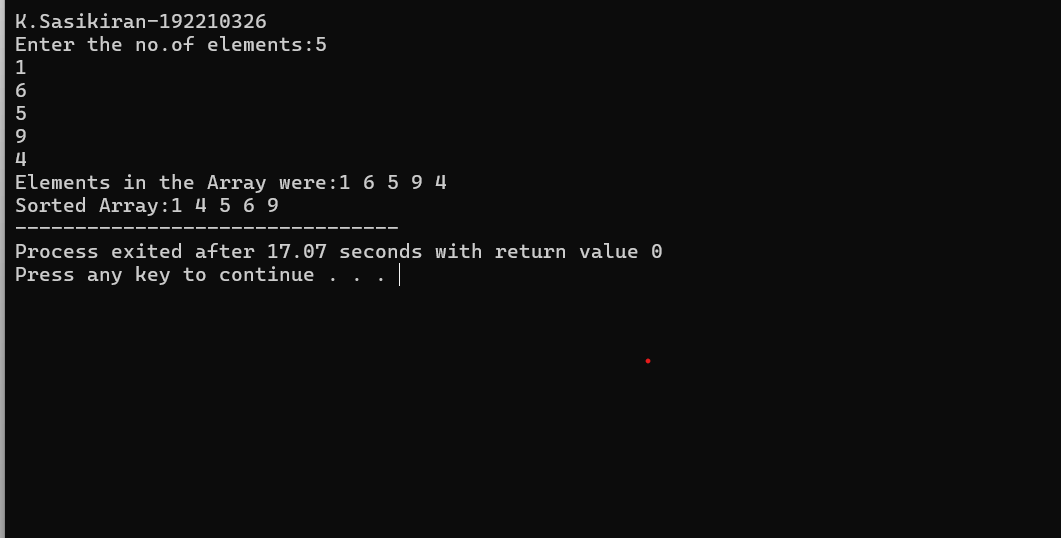 K.Sasikiran-192210326
Enter the no.of elements:5
1
6
5
9
4
Elements in the Array were:1 6 5 9 4
Sorted Array:1 4 5 6 9
--------------------------------
Process exited after 17.07 seconds with return value 0
Press any key to continue . . .